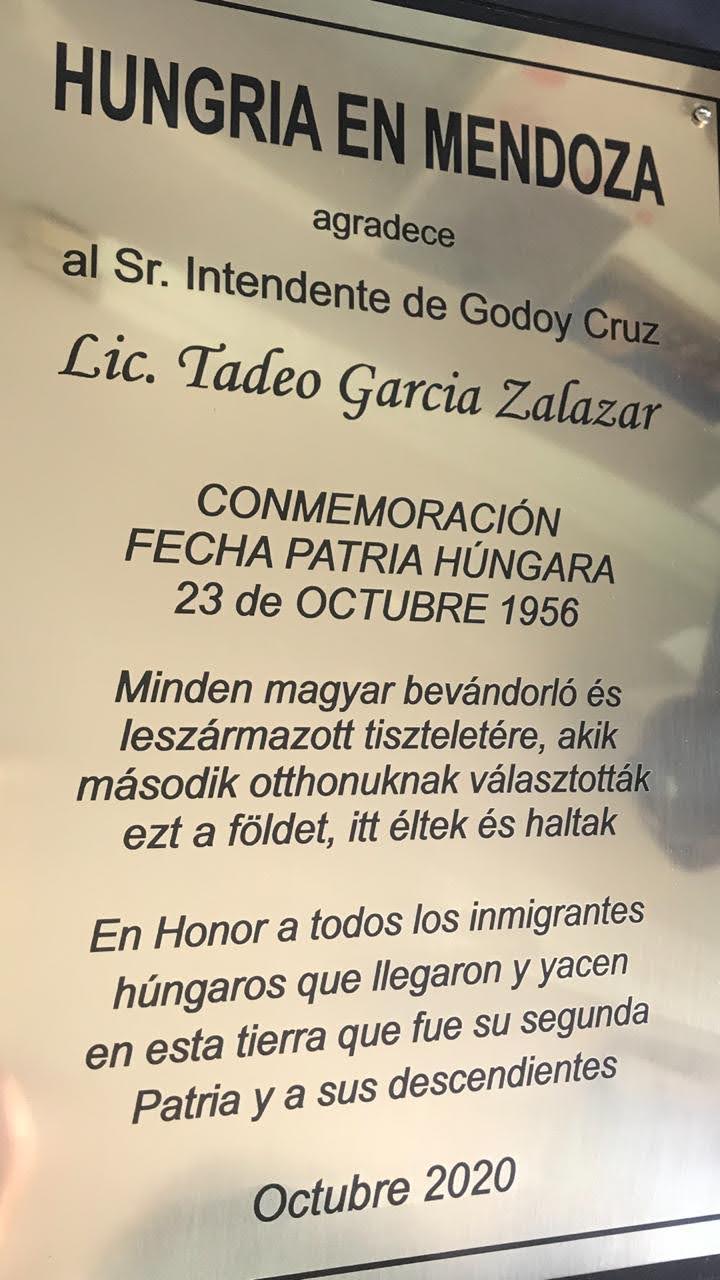 HUNGRIA EN MENDOZA
agradece
al Sr. Intendente de Godoy Cruz
Lic. Tadeo Garcia Zalazar
CONMEMORACIÓN
FECHA PATRIA HÚNGARA
23 de OCTUBRE 1956
Minden magyar bevándorló és
leszármazott tiszteletére, akik
második otthonuknak választották
ezt a földet, itt éltek és haltak
En Honor a todos los inmigrantes
húngaros que llegaron y yacen
en esta tierra que fue su segunda
Patria y a sus descendientes
Octubre 2020